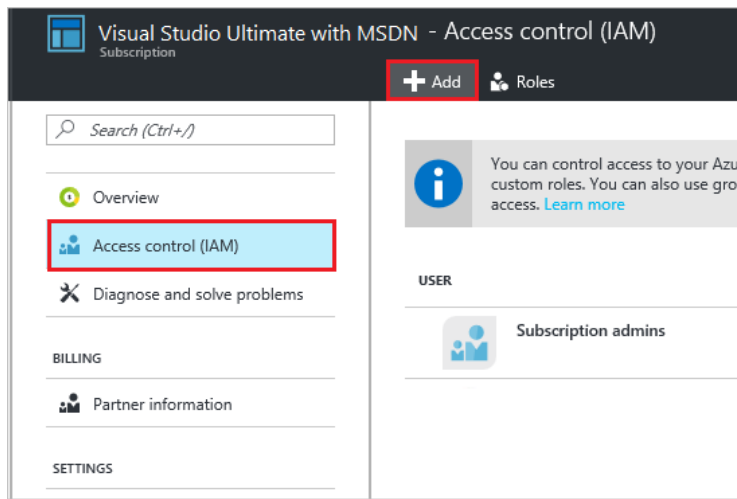 Visual Studio Ultimate with MSDN - Access control (IAM)
Subscription
Add Roles
Search (Ctrl+/)
Overview
Access control (IAM)
Diagnose and solve problems
BILLING
Partner information
SETTINGS
You can control access to your Azu
custom roles. You can also use gro
access. Learn more
USER
Subscription admins